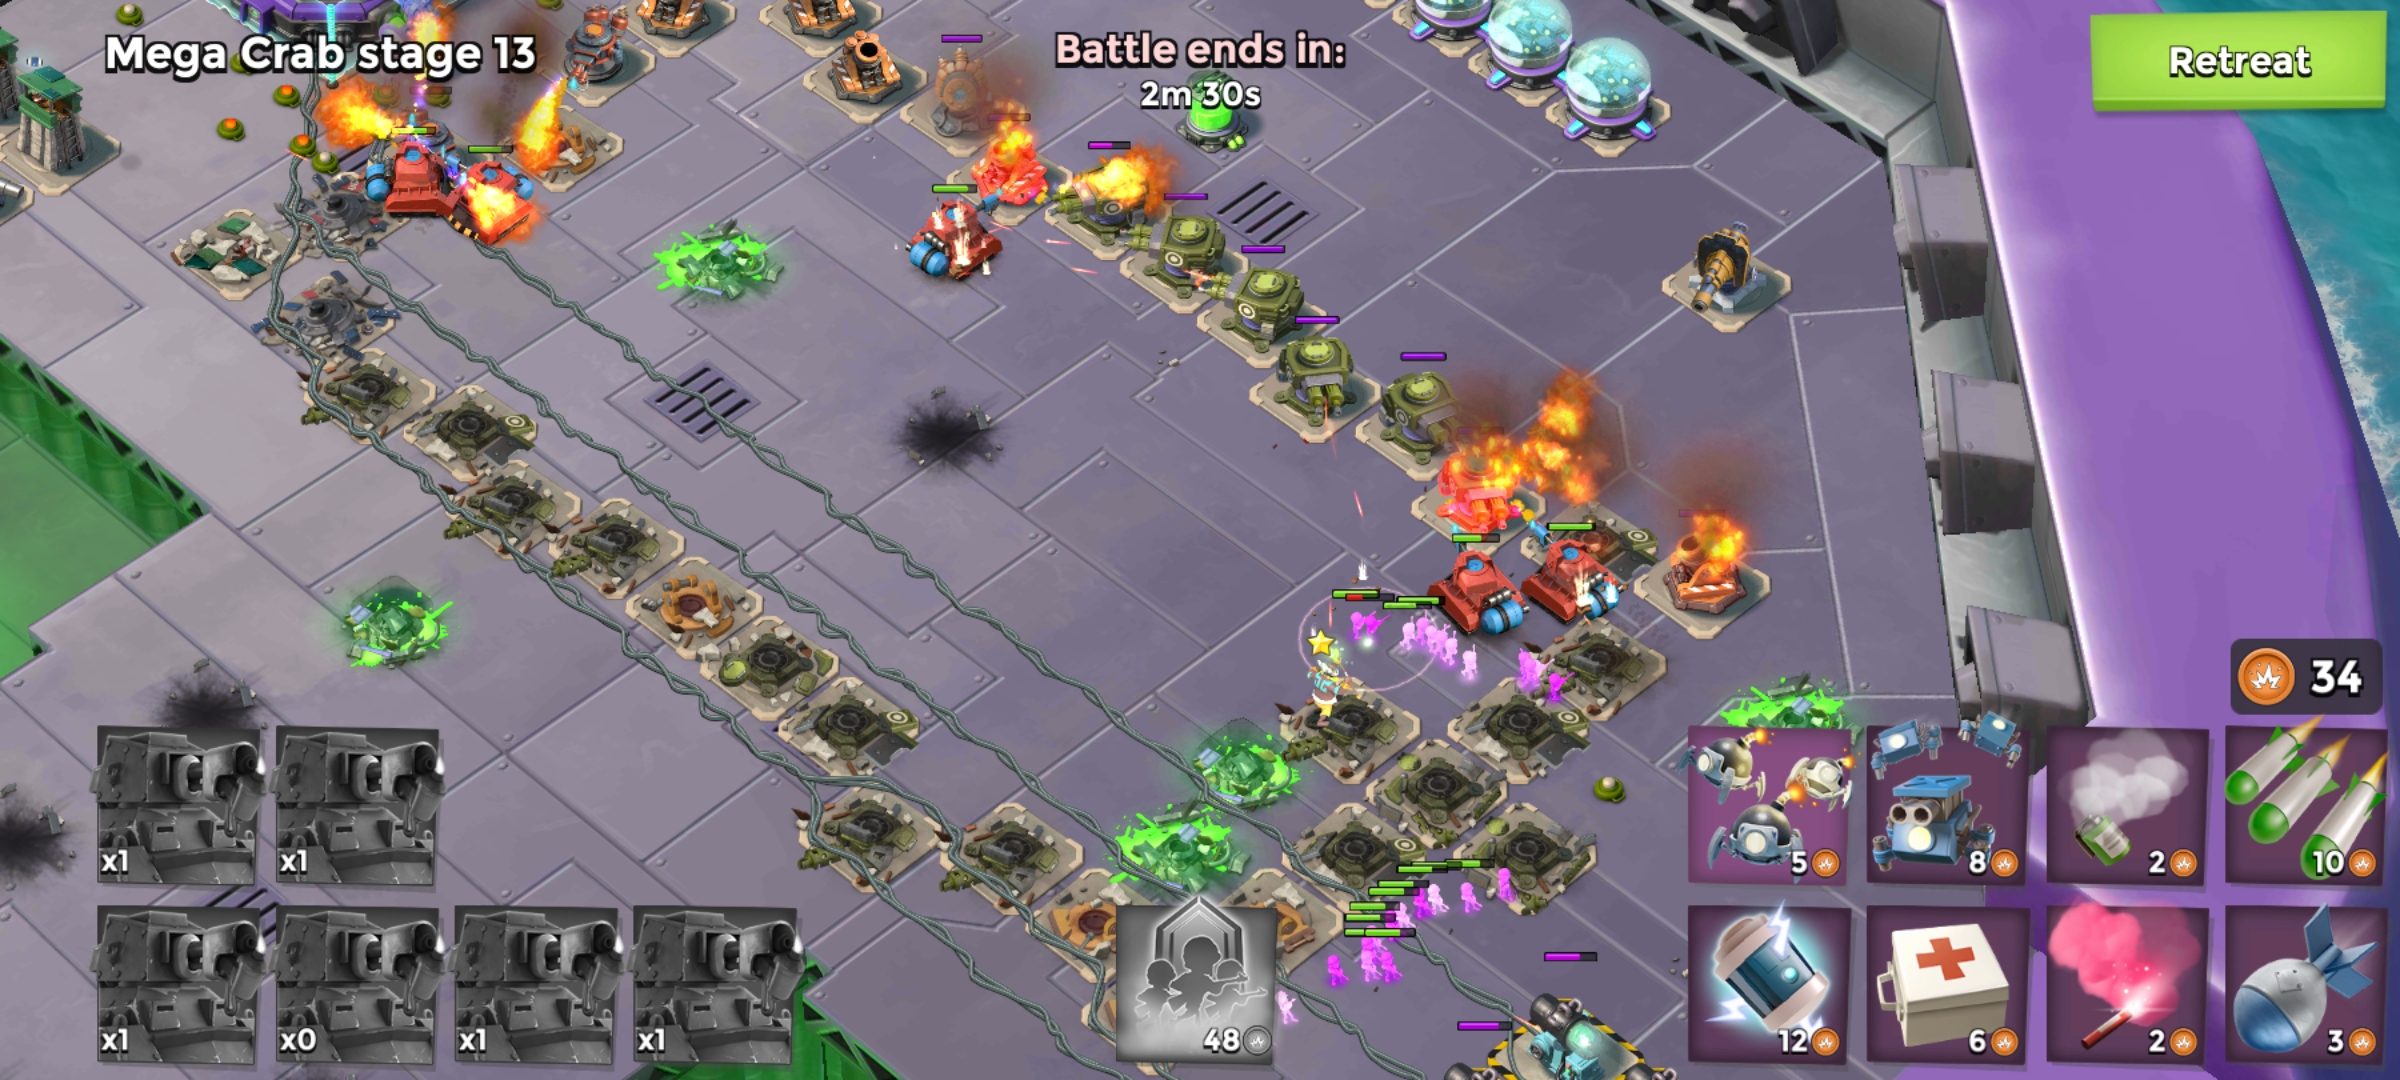 Mega Crab stage 13
Battle ends in:
2m 30s
Retreat
34
x1
x1
5
8
2
10
x1
x0
x1
x1
48
12
6
2
3